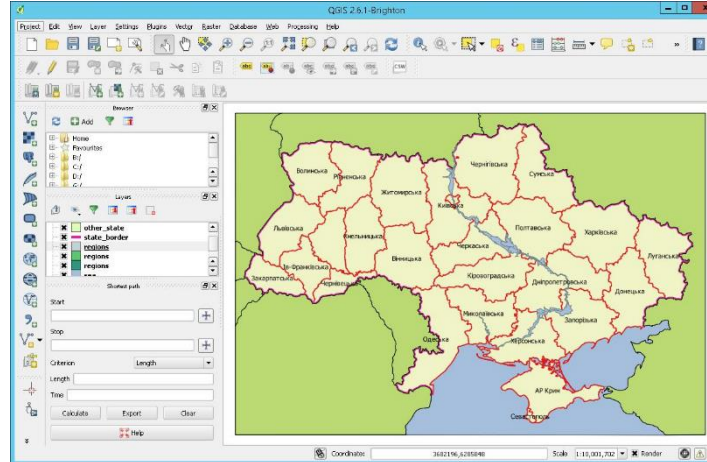 QGIS 2.6.1-Brighton
Project Edit View Layer Settings Plugins Vector Raster Database Web Processing Help
CSW
Browser
Add
Home
Favourites
D:/
Layers
other_state
state_border
regions
regions
regions
Shortest path
Start
Stop
Criterion
Length
Length
Time
Calculate
Export
Clear
Help
Волинська
Рівненська
Житомирська
Чернігівська
Сумська
Київська
Львівська
Хмельницька
Полтавська
Харківська
Черкаська
Луганська
Вінницька
Ів-Франківська
Закарпатська
Чернівецька
Кіровоградська
Дніпропетровська
Донецька
Миколаївська
Запорізька
Одеська
Херсонська
АР Крим
Севастополь
Coordinate:
3682196,6285848
Scale
1:10,001,702
Render